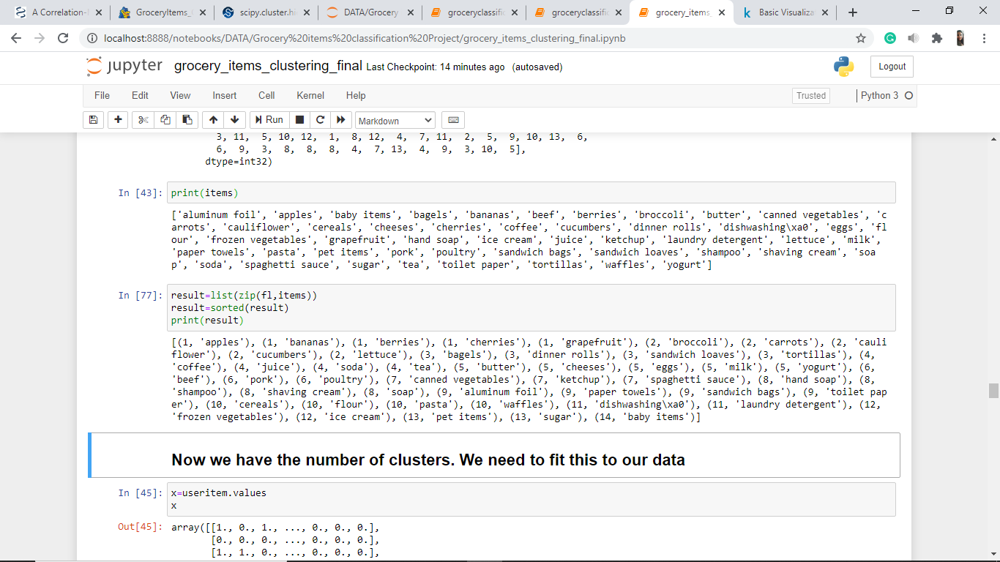 A Correlation-
GroceryItems_
scipy.cluster.hi
DATA/Grocery
groceryclassific
groceryclassific
grocery_items_
Basic Visualiza
localhost:8888/notebooks/DATA/Grocery%20items%20classification%20Project/grocery_items_clustering_final.ipynb
jupyter grocery_items_clustering_final Last Checkpoint: 14 minutes ago (autosaved)
Logout
File Edit View Insert Cell Kernel Help
Trusted
Python 3
Run
Markdown
3, 11, 5, 10, 12, 1, 8, 12, 4, 7, 11, 2, 5, 9, 10, 13, 6,
6, 9, 3, 8, 8, 8, 4, 7, 13, 4, 9, 3, 10, 5],
dtype=int32)
In [43]: print(items)
['aluminum foil', 'apples', 'baby items', 'bagels', 'bananas', 'beef', 'berries', 'broccoli', 'butter', 'canned vegetables', 'c
arrots', 'cauliflower', 'cereals', 'cheeses', 'cherries', 'coffee', 'cucumbers', 'dinner rolls', 'dishwashing\xa0', 'eggs', 'fl
our', 'frozen vegetables', 'grapefruit', 'hand soap', 'ice cream', 'juice', 'ketchup', 'laundry detergent', 'lettuce', 'milk',
'paper towels', 'pasta', 'pet items', 'pork', 'poultry', 'sandwich bags', 'sandwich loaves', 'shampoo', 'shaving cream', 'soa
p', 'soda', 'spaghetti sauce', 'sugar', 'tea', 'toilet paper', 'tortillas', 'waffles', 'yogurt']
In [77]: result=list(zip(fl,items))
result=sorted(result)
print(result)
[(1, 'apples'), (1, 'bananas'), (1, 'berries'), (1, 'cherries'), (1, 'grapefruit'), (2, 'broccoli'), (2, 'carrots'), (2, 'cauli
flower'), (2, 'cucumbers'), (2, 'lettuce'), (3, 'bagels'), (3, 'dinner rolls'), (3, 'sandwich loaves'), (3, 'tortillas'), (4,
'coffee'), (4, 'juice'), (4, 'soda'), (4, 'tea'), (5, 'butter'), (5, 'cheeses'), (5, 'eggs'), (5, 'milk'), (5, 'yogurt'), (6,
'beef'), (6, 'pork'), (6, 'poultry'), (7, 'canned vegetables'), (7, 'ketchup'), (7, 'spaghetti sauce'), (8, 'hand soap'), (8,
'shampoo'), (8, 'shaving cream'), (8, 'soap'), (9, 'aluminum foil'), (9, 'paper towels'), (9, 'sandwich bags'), (9, 'toilet pap
er'), (10, 'cereals'), (10, 'flour'), (10, 'pasta'), (10, 'waffles'), (11, 'dishwashing\xa0'), (11, 'laundry detergent'), (12,
'frozen vegetables'), (12, 'ice cream'), (13, 'pet items'), (13, 'sugar'), (14, 'baby items')]
Now we have the number of clusters. We need to fit this to our data
In [45]: x=useritem.values
x
Out[45]: array([[1., 0., 1., ..., 0., 0., 0.],
[0., 0., 0., ..., 0., 0., 0.],
[1., 1., 0., ..., 0., 0., 0.],